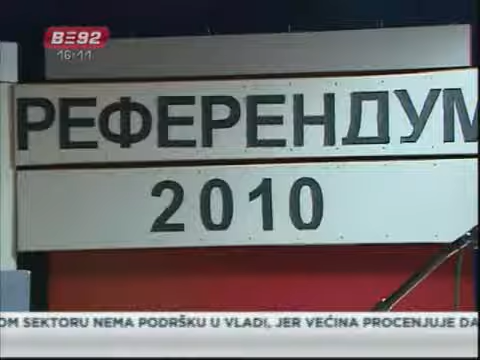 B92
16:11
РЕФЕРЕНДУМ
2010
OM SEKTORU NEMA PODRŠKU U VLADI, JER VEĆINA PROCENJUJE DA